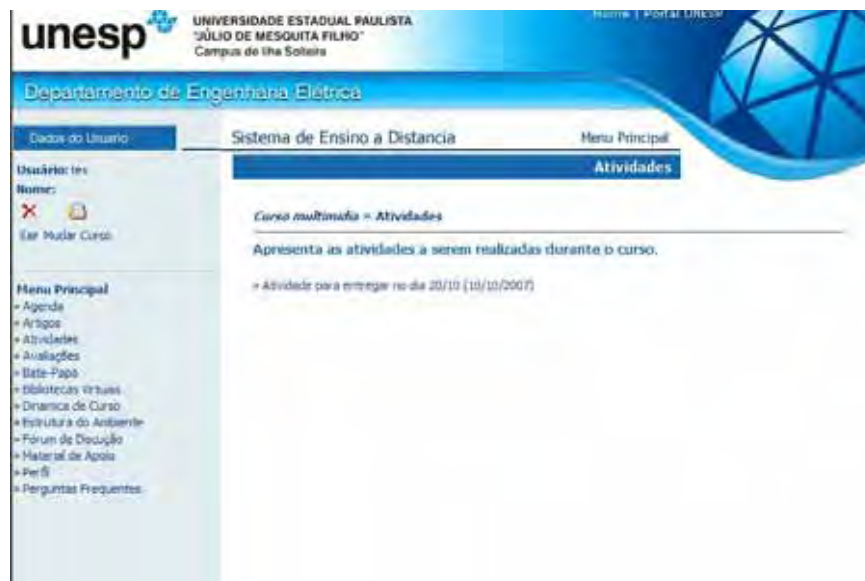 unesp
UNIVERSIDADE ESTADUAL PAULISTA
"JÚLIO DE MESQUITA FILHO"
Campus de Ilha Solteira
Home | Portal UNESP
Departamento de Engenharia Elétrica
Dados do Usuario
Usuário: tes
Nome:
Sair Mudar Curso
Menu Principal
» Agenda
» Artigos
» Atividades
» Avaliações
» Bate-Papo
» Bibliotecas Virtuais
» Dinamica de Curso
» Estrutura do Ambiente
» Fórum de Discução
» Material de Apoio
» Perfil
» Perguntas Frequentes
Sistema de Ensino a Distancia
Menu Principal
Atividades
Curso multimidia » Atividades
Apresenta as atividades a serem realizadas durante o curso.
» Atividade para entregar no dia 20/10 (10/10/2007)